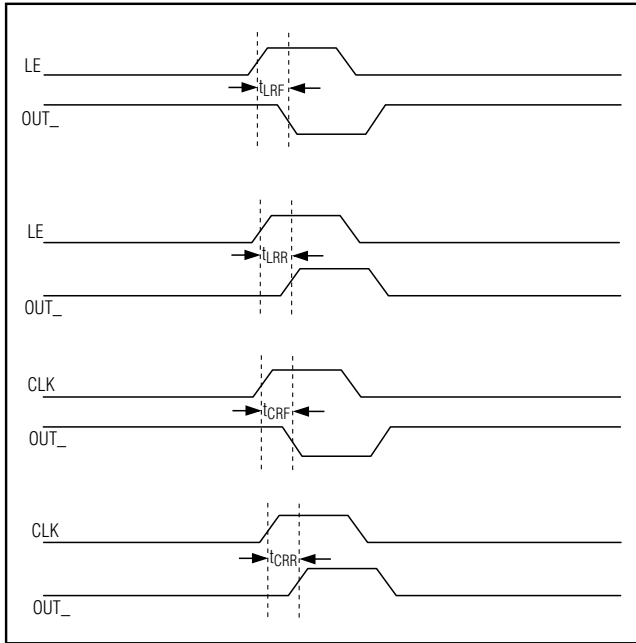 LE
tLRF
OUT_
LE
tLRR
OUT_
CLK
tCRF
OUT_
CLK
tCRR
OUT_